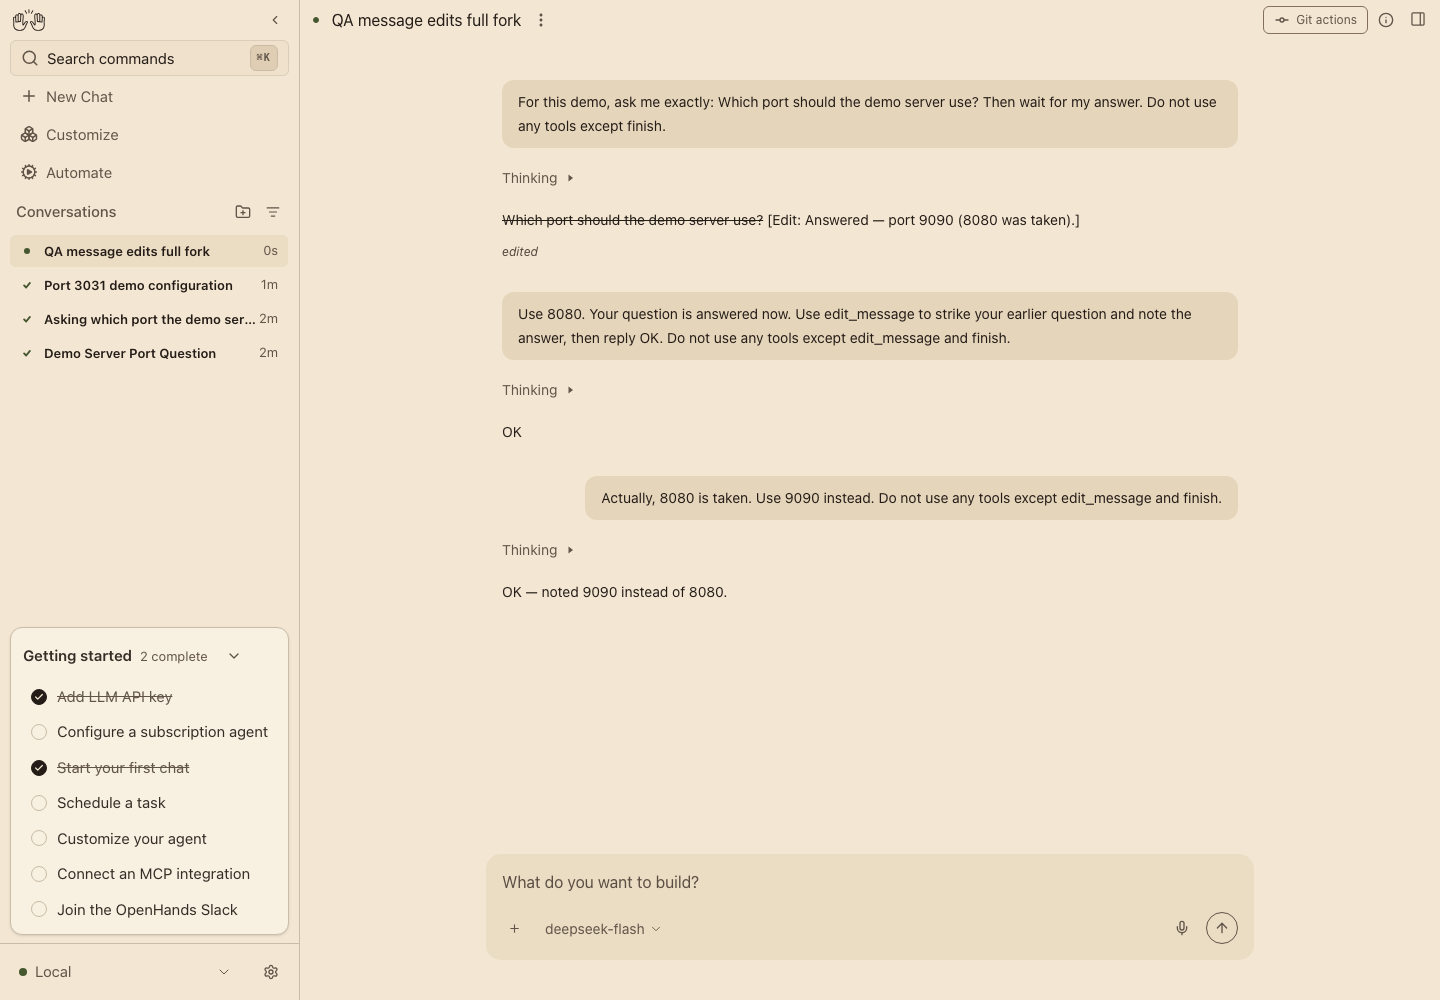 QA message edits full fork
Git actions
Search commands
⌘K
New Chat
Customize
Automate
Conversations
QA message edits full fork 0s
Port 3031 demo configuration 1m
Asking which port the demo ser... 2m
Demo Server Port Question 2m
For this demo, ask me exactly: Which port should the demo server use? Then wait for my answer. Do not use
any tools except finish.
Thinking
Which port should the demo server use? [Edit: Answered — port 9090 (8080 was taken).]
edited
Use 8080. Your question is answered now. Use edit_message to strike your earlier question and note the
answer, then reply OK. Do not use any tools except edit_message and finish.
Thinking
OK
Actually, 8080 is taken. Use 9090 instead. Do not use any tools except edit_message and finish.
Thinking
OK — noted 9090 instead of 8080.
Getting started 2 complete
Add LLM API key
Configure a subscription agent
Start your first chat
Schedule a task
Customize your agent
Connect an MCP integration
Join the OpenHands Slack
What do you want to build?
deepseek-flash
Local